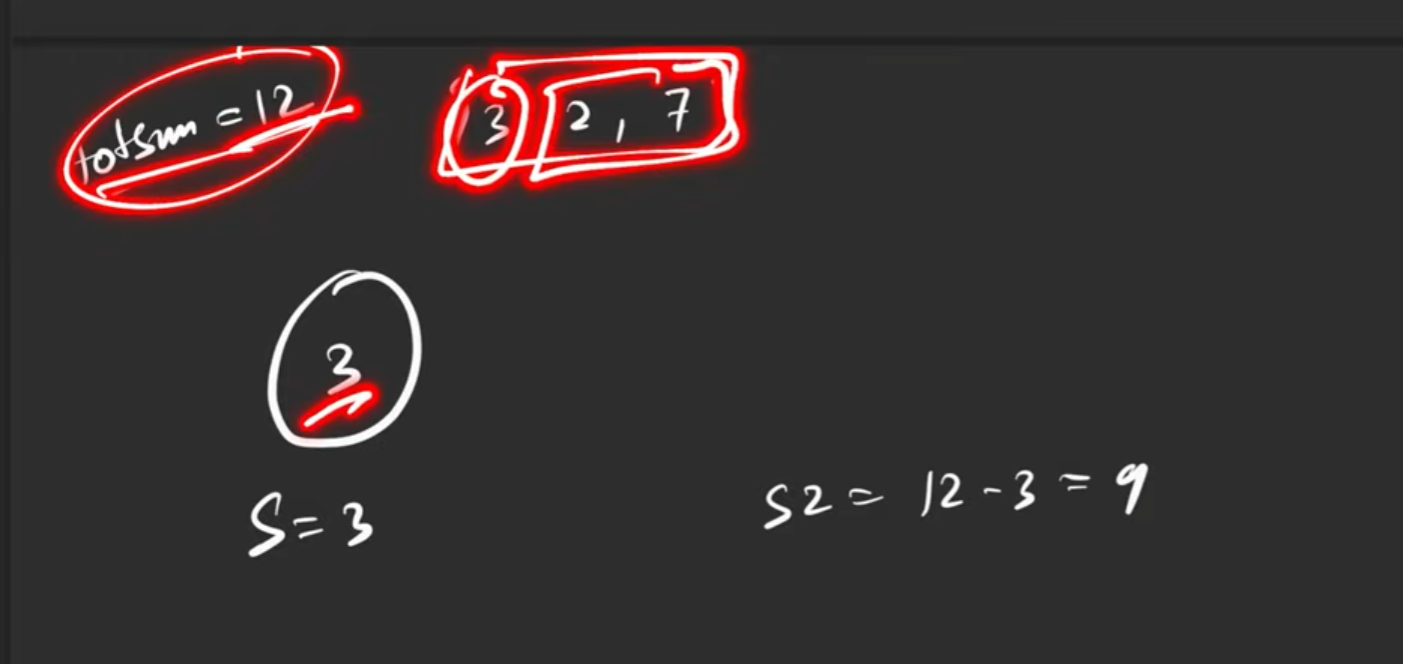 totsum = 12
3 2, 7
3
S = 3
S2 = 12 - 3 = 9